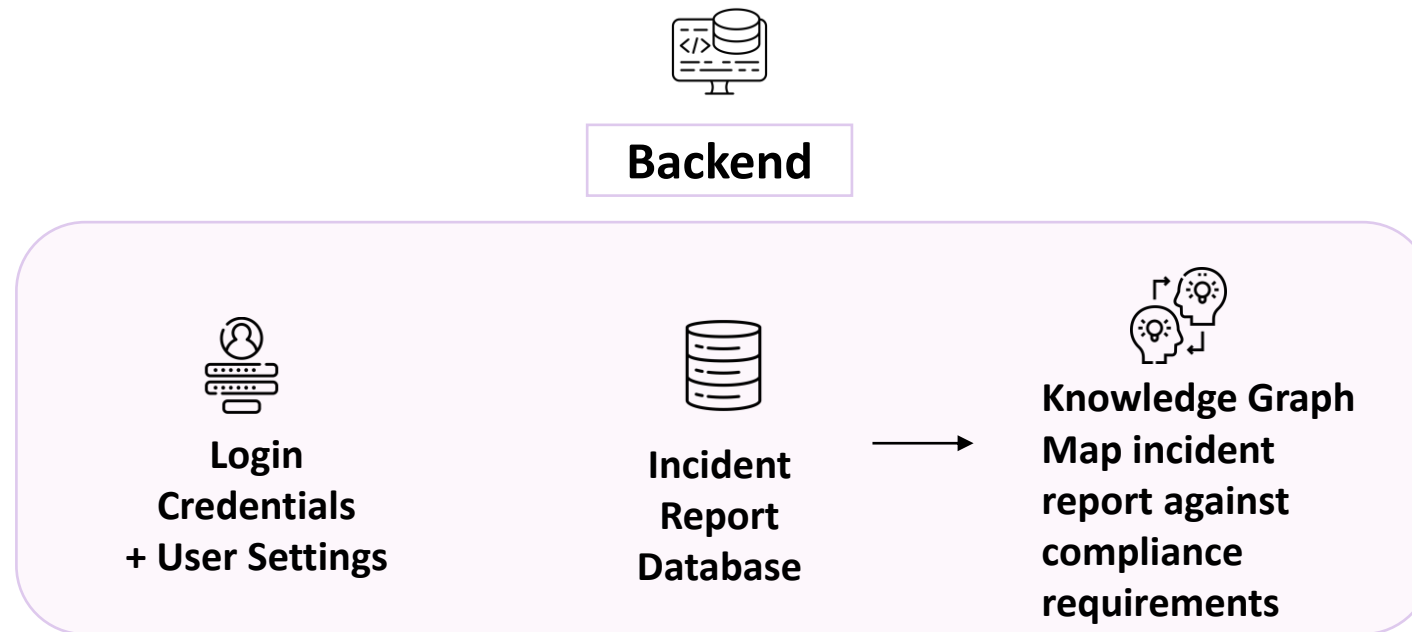 </>
Backend
Login
Credentials
+ User Settings
Incident
Report
Database
Knowledge Graph
Map incident
report against
compliance
requirements